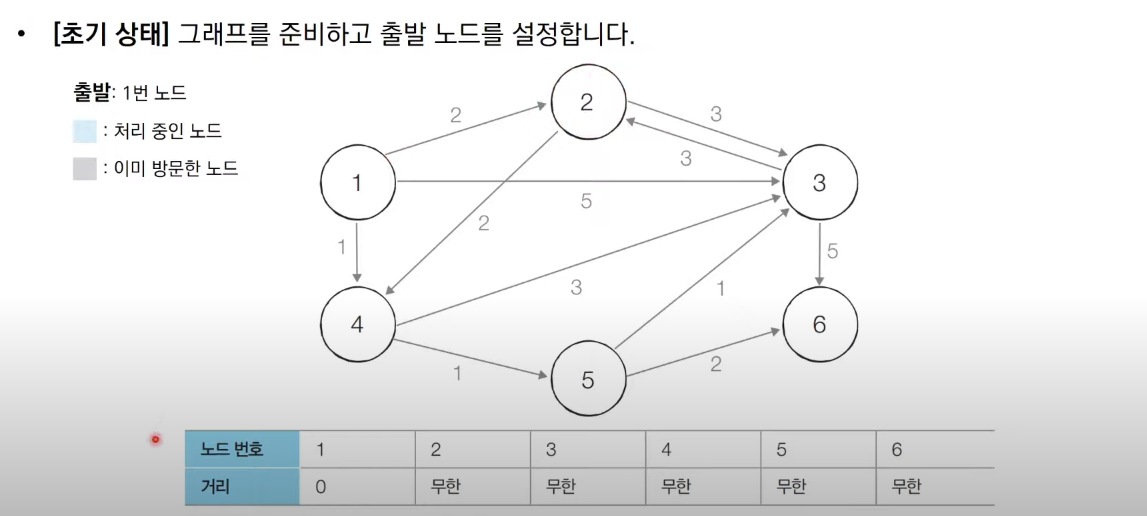 • [초기 상태] 그래프를 준비하고 출발 노드를 설정합니다.
출발: 1번 노드
: 처리 중인 노드
: 이미 방문한 노드
2
2
3
3
1
3
5
2
1
5
3
1
4
6
1
2
5
노드 번호 1 2 3 4 5 6
거리 0 무한 무한 무한 무한 무한